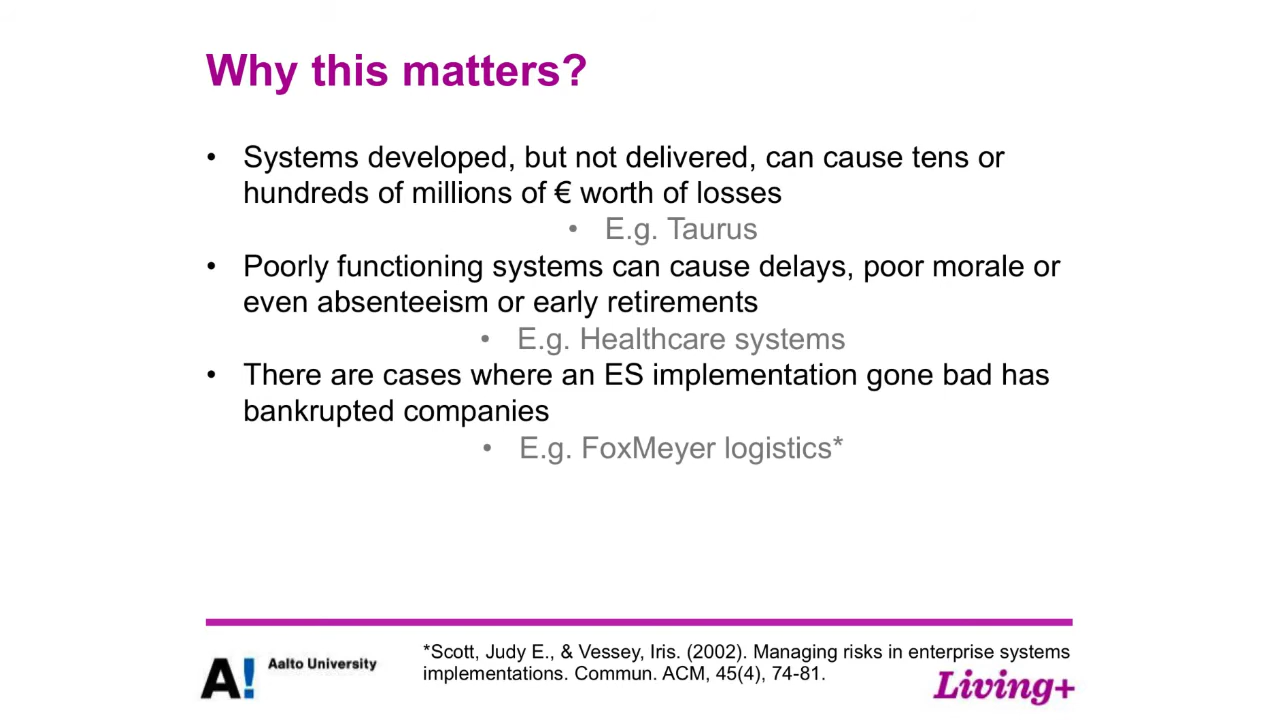 Why this matters?
• Systems developed, but not delivered, can cause tens or
hundreds of millions of € worth of losses
• E.g. Taurus
• Poorly functioning systems can cause delays, poor morale or
even absenteeism or early retirements
• E.g. Healthcare systems
• There are cases where an ES implementation gone bad has
bankrupted companies
• E.g. FoxMeyer logistics*
*Scott, Judy E., & Vessey, Iris. (2002). Managing risks in enterprise systems
implementations. Commun. ACM, 45(4), 74-81.
A! Aalto University
Living+